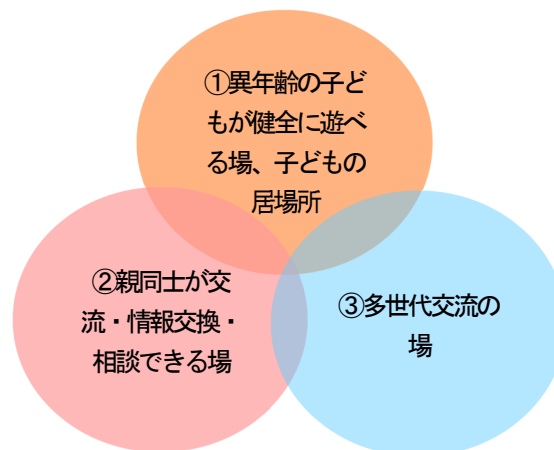 ①異年齢の子ど
もが健全に遊べ
る場、子どもの
居場所
②親同士が交
流・情報交換・
相談できる場
③多世代交流の
場